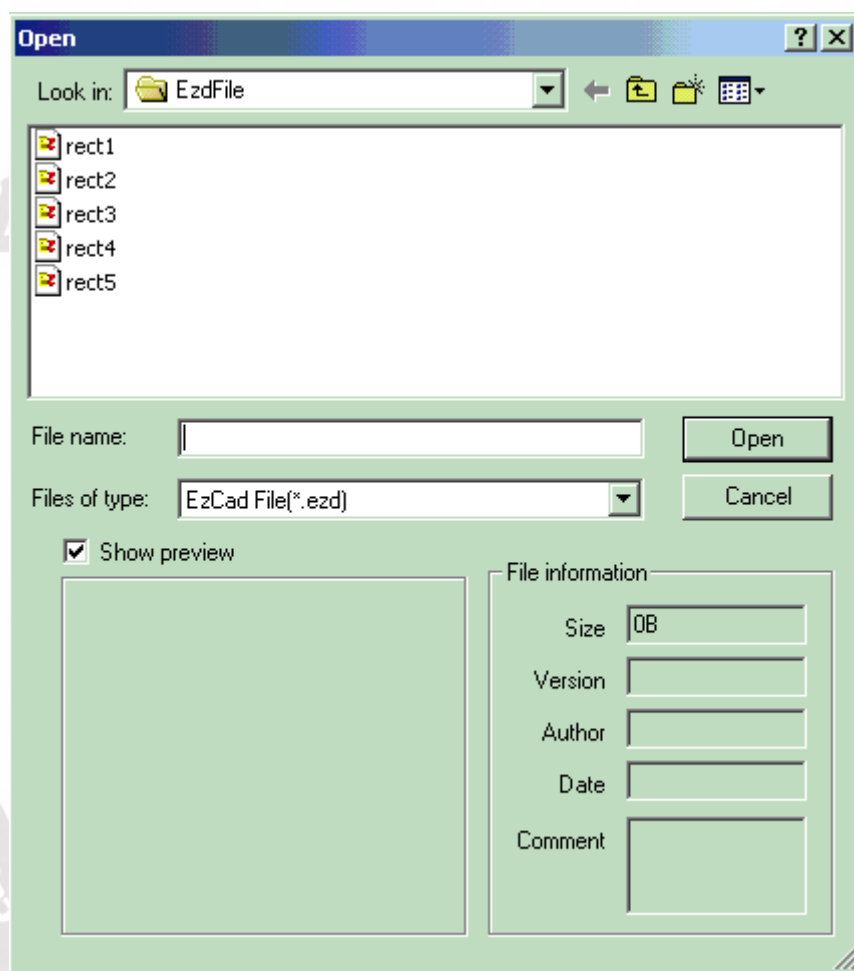 Open
Look in: EzdFile
rect1
rect2
rect3
rect4
rect5
File name: Open
Files of type: EzCad File(*.ezd) Cancel
Show preview
File information
Size 0B
Version
Author
Date
Comment